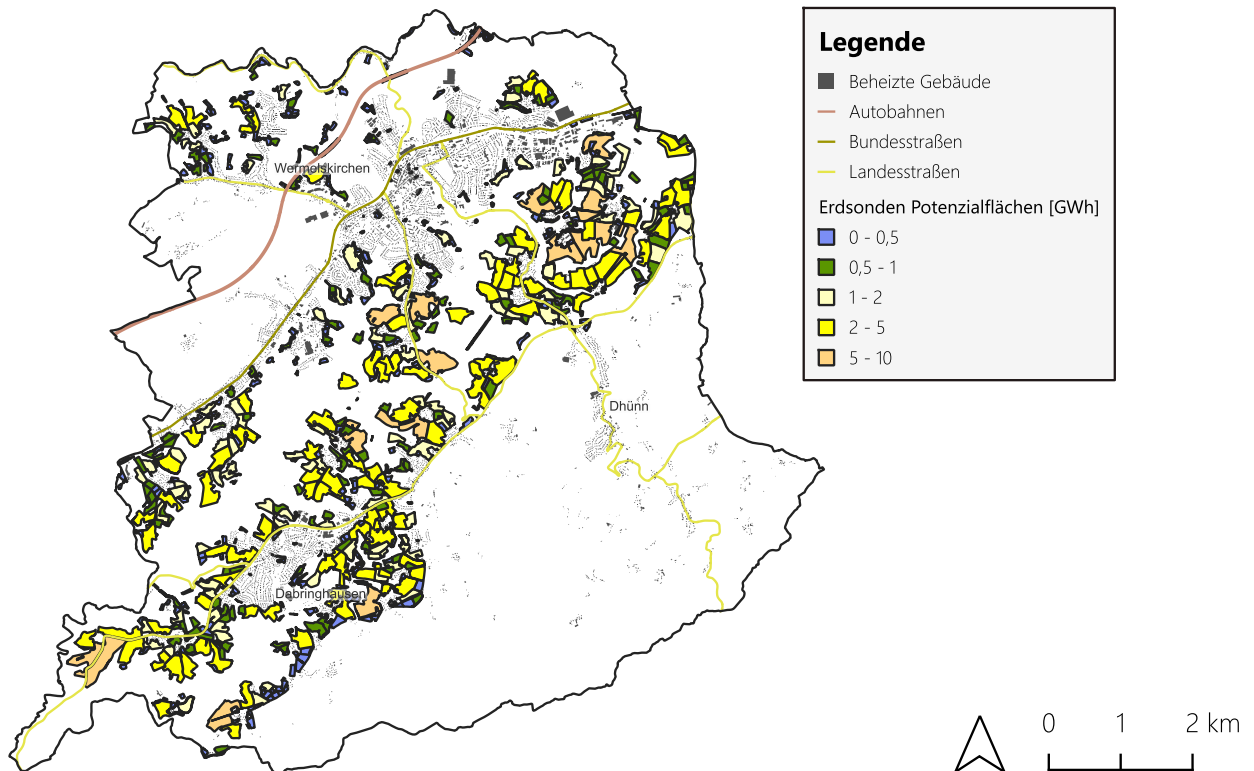 Legende
Beheizte Gebäude
Autobahnen
Bundesstraßen
Landesstraßen
Erdsonden Potenzialflächen [GWh]
0 - 0,5
0,5 - 1
1 - 2
2 - 5
5 - 10
Wermelskirchen
Dhünn
Dabringhausen
0 1 2 km